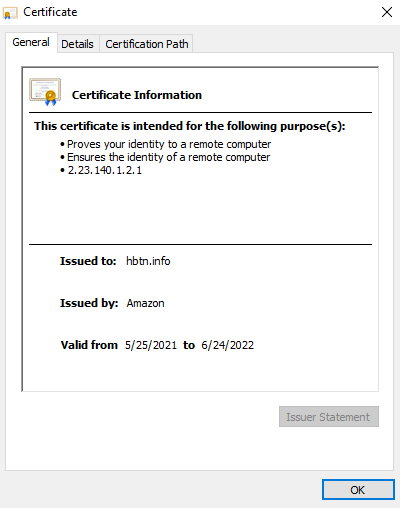 Certificate
General Details Certification Path
Certificate Information
This certificate is intended for the following purpose(s):
• Proves your identity to a remote computer
• Ensures the identity of a remote computer
• 2.23.140.1.2.1
Issued to: hbtn.info
Issued by: Amazon
Valid from 5/25/2021 to 6/24/2022
Issuer Statement
OK